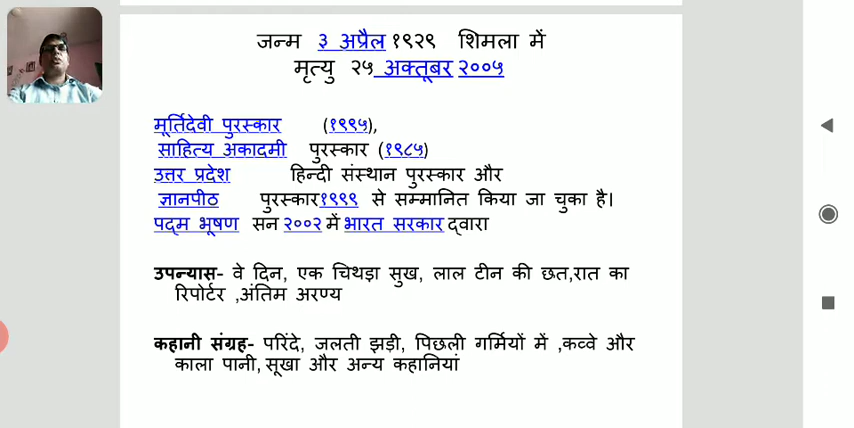 जन्म ३ अप्रैल १९२९ शिमला में
मृत्यु २५ अक्तूबर २००५
मूर्तिदेवी पुरस्कार (१९९५),
साहित्य अकादमी पुरस्कार (१९८५)
उत्तर प्रदेश हिन्दी संस्थान पुरस्कार और
ज्ञानपीठ पुरस्कार१९९९ से सम्मानित किया जा चुका है।
पद्म भूषण सन २००२ में भारत सरकार द्वारा
उपन्यास- वे दिन, एक चिथड़ा सुख, लाल टीन की छत,रात का
रिपोर्टर ,अंतिम अरण्य
कहानी संग्रह- परिंदे, जलती झड़ी, पिछली गर्मियों में ,कव्वे और
काला पानी, सूखा और अन्य कहानियां